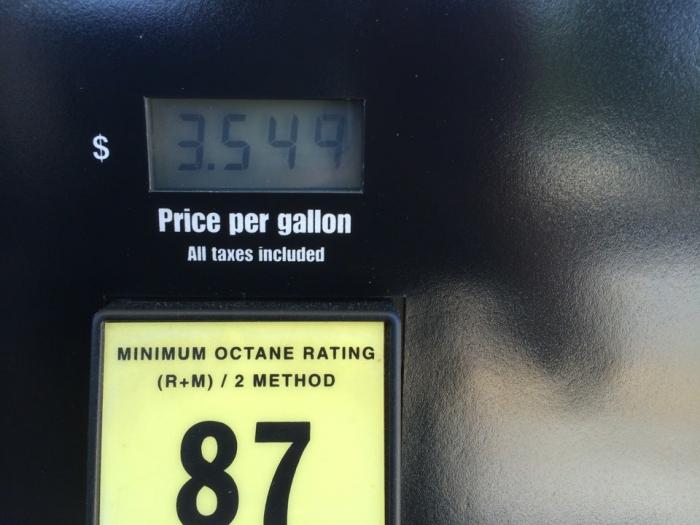 $ 3.549
Price per gallon
All taxes included
MINIMUM OCTANE RATING
(R+M) / 2 METHOD
87